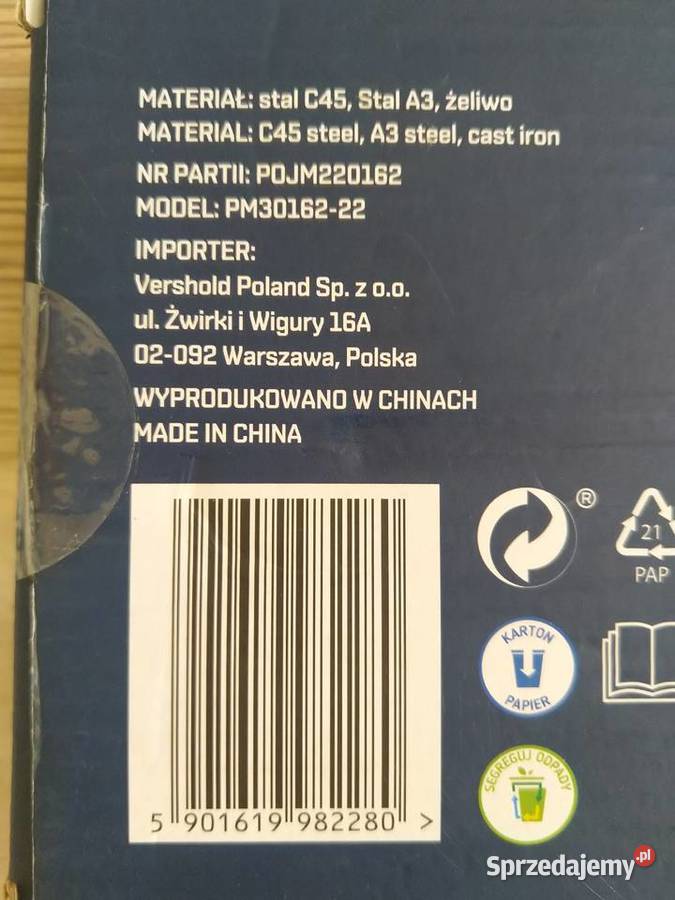 MATERIAŁ: stal C45, Stal A3, żeliwo
MATERIAL: C45 steel, A3 steel, cast iron
NR PARTII: POJM220162
MODEL: PM30162-22
IMPORTER:
Vershold Poland Sp. z o.o.
ul. Żwirki i Wigury 16A
02-092 Warszawa, Polska
WYPRODUKOWANO W CHINACH
MADE IN CHINA
®
21
PAP
KARTON
PAPIER
SEGREGUJ ODPADY
5 901619 982280 >
Sprzedajemy.pl